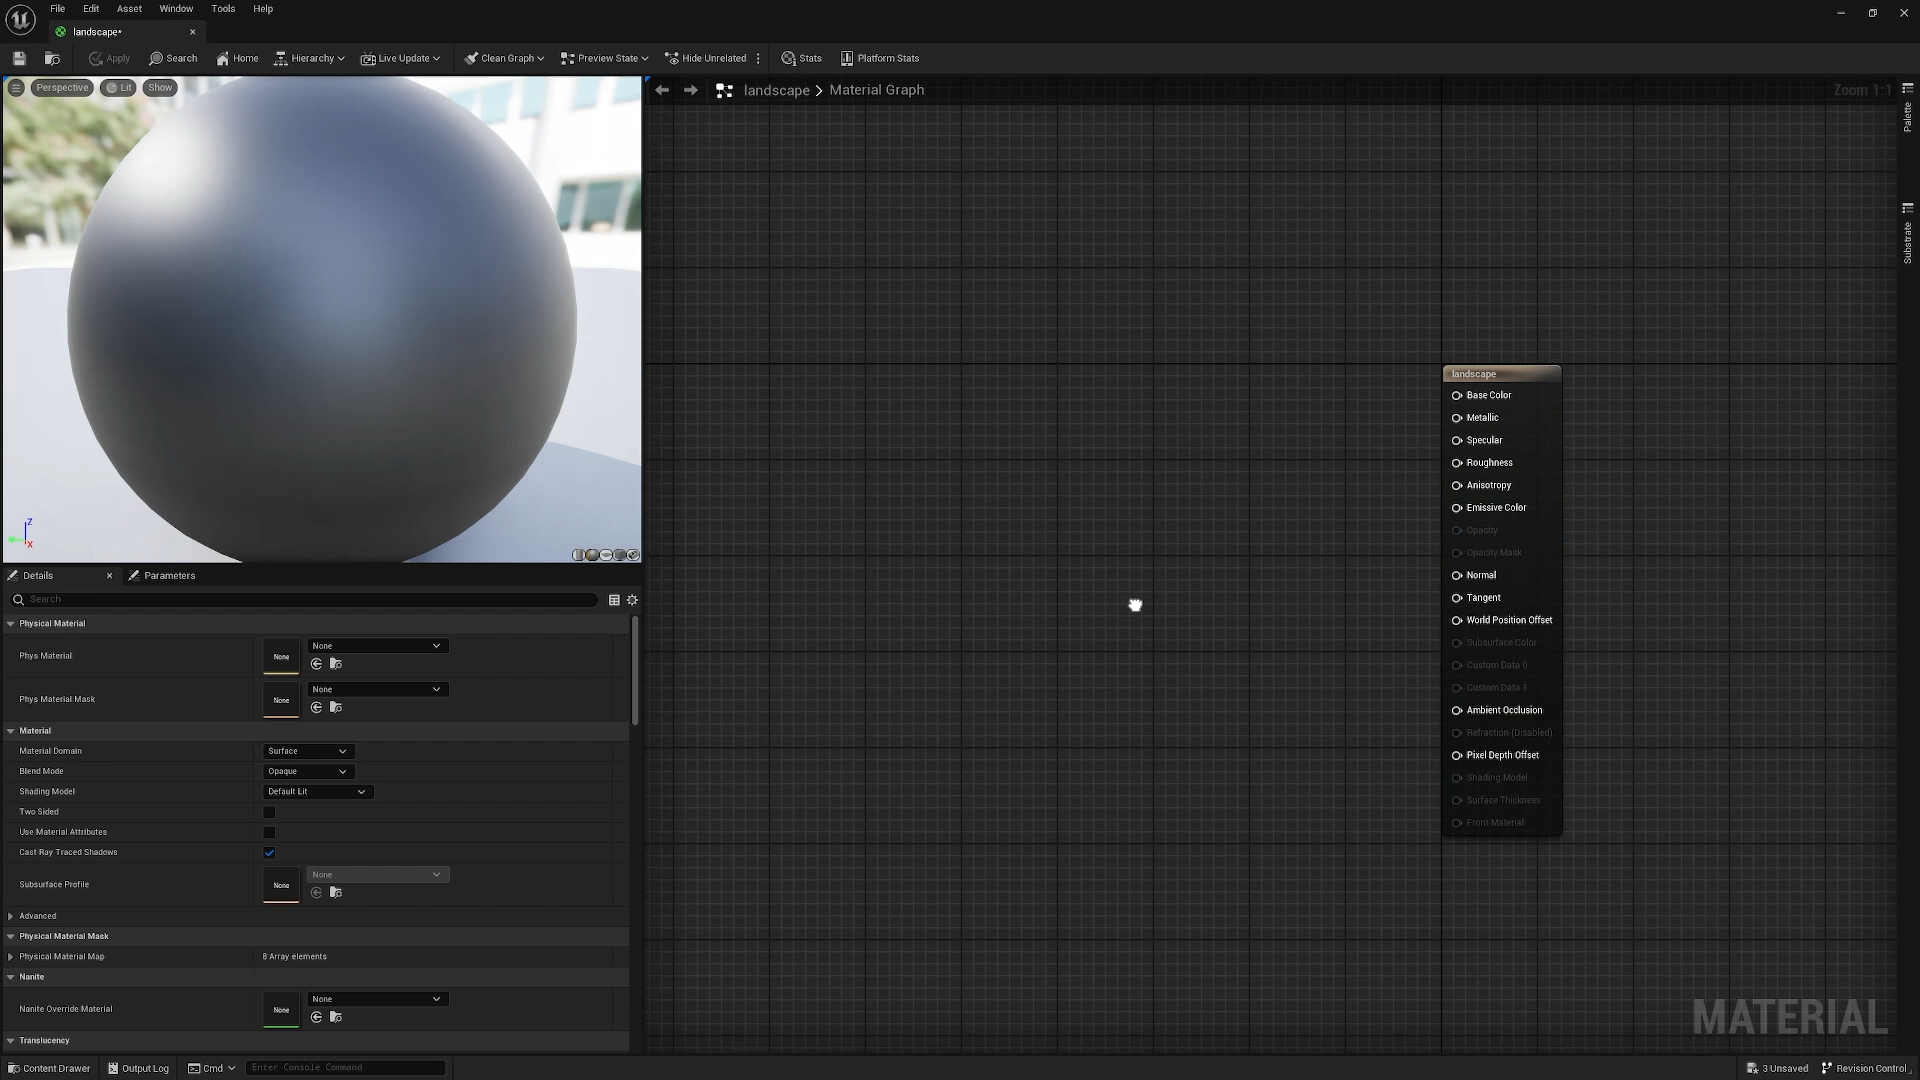 File Edit Asset Window Tools Help
landscape•
Apply Search Home Hierarchy Live Update Clean Graph Preview State Hide Unrelated Stats Platform Stats
Perspective Lit Show
landscape > Material Graph
Zoom 1:1
Palette
Substrate
Z
X
landscape
Base Color
Metallic
Specular
Roughness
Anisotropy
Emissive Color
Opacity
Opacity Mask
Normal
Tangent
World Position Offset
Subsurface Color
Custom Data 0
Custom Data 1
Ambient Occlusion
Refraction (Disabled)
Pixel Depth Offset
Shading Model
Surface Thickness
Front Material
MATERIAL
Details Parameters
Search
Physical Material
Phys Material None None
Phys Material Mask None None
Material
Material Domain Surface
Blend Mode Opaque
Shading Model Default Lit
Two Sided
Use Material Attributes
Cast Ray Traced Shadows
Subsurface Profile None None
Advanced
Physical Material Mask
Physical Material Map 8 Array elements
Nanite
Nanite Override Material None None
Translucency
Content Drawer Output Log Cmd Enter Console Command 3 Unsaved Revision Control